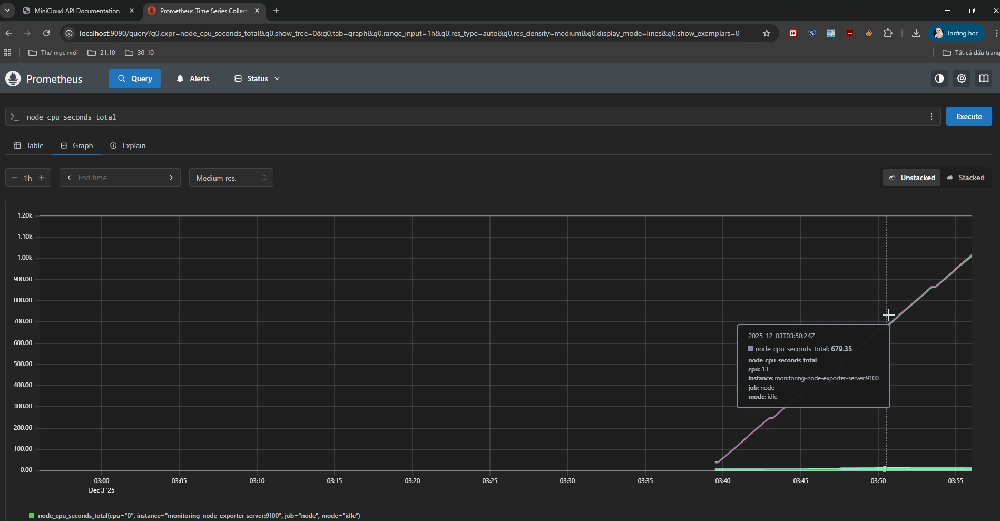 MiniCloud API Documentation
Prometheus Time Series Collect
localhost:9090/query?g0.expr=node_cpu_seconds_total&g0.show_tree=0&g0.tab=graph&g0.range_input=1h&g0.res_type=auto&g0.res_density=medium&g0.display_mode=lines&g0.show_exemplars=0
Trường học
Thư mục mới
21.10
30-10
Tất cả dấu trang
Prometheus
Query
Alerts
Status
node_cpu_seconds_total
Execute
Table
Graph
Explain
1h
End time
Medium res.
Unstacked
Stacked
1.20k
1.10k
1.00k
900.00
800.00
700.00
600.00
500.00
400.00
300.00
200.00
100.00
0.00
2025-12-03T03:50:24Z
node_cpu_seconds_total: 679.35
node_cpu_seconds_total
cpu: 13
instance: monitoring-node-exporter-server:9100
job: node
mode: idle
03:00
03:05
03:10
03:15
03:20
03:25
03:30
03:35
03:40
03:45
03:50
03:55
Dec 3 '25
node_cpu_seconds_total{cpu="0", instance="monitoring-node-exporter-server:9100", job="node", mode="idle"}